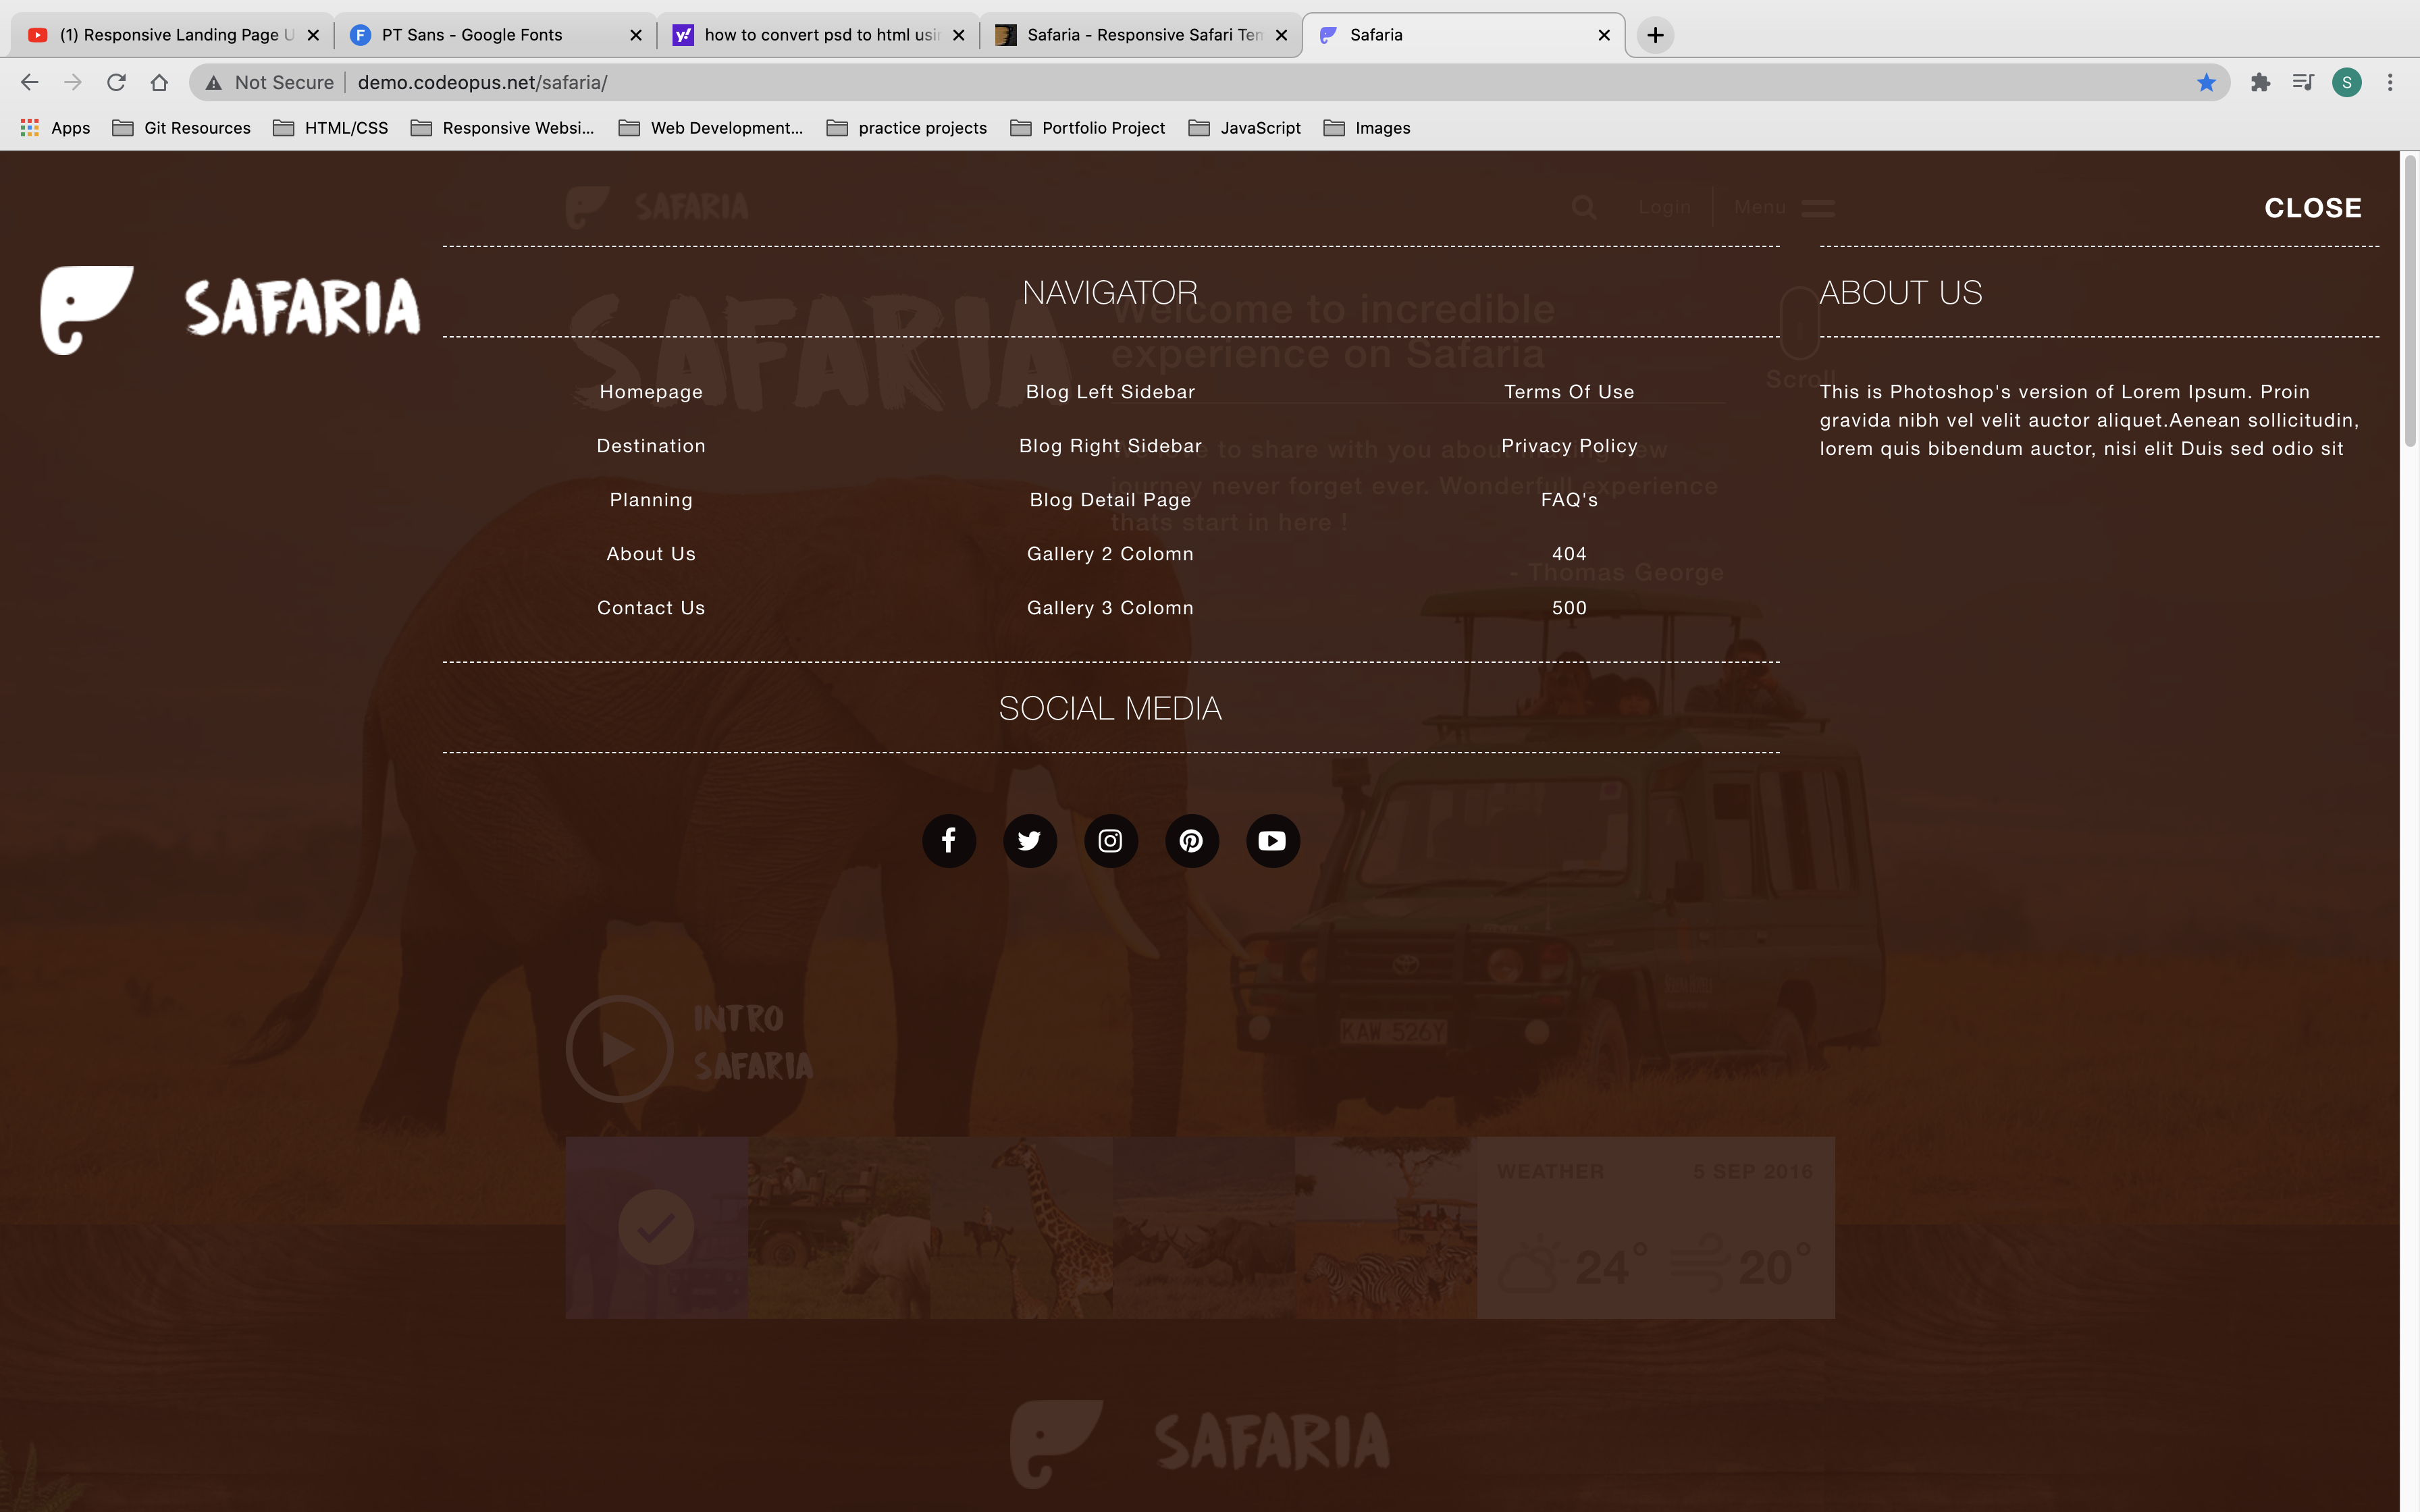 (1) Responsive Landing Page U
PT Sans - Google Fonts
how to convert psd to html usi
Safaria - Responsive Safari Ten
Safaria
Not Secure
demo.codeopus.net/safaria/
S
Apps
Git Resources
HTML/CSS
Responsive Websi...
Web Development...
practice projects
Portfolio Project
JavaScript
Images
SAFARIA
Login
Menu
CLOSE
SAFARIA
NAVIGATOR
ABOUT US
SAFARIA
Welcome to incredible
experience on Safaria
Scroll
Homepage
Blog Left Sidebar
Terms Of Use
This is Photoshop's version of Lorem Ipsum. Proin
gravida nibh vel velit auctor aliquet.Aenean sollicitudin,
lorem quis bibendum auctor, nisi elit Duis sed odio sit
Destination
Blog Right Sidebar
Privacy Policy
to share with you about new
Planning
Blog Detail Page
FAQ's
journey never forget ever. Wonderfull experience
thats start in here !
About Us
Gallery 2 Colomn
404
- Thomas George
Contact Us
Gallery 3 Colomn
500
SOCIAL MEDIA
KAW 526Y
INTRO
SAFARIA
WEATHER
5 SEP 2016
24°
20°
SAFARIA